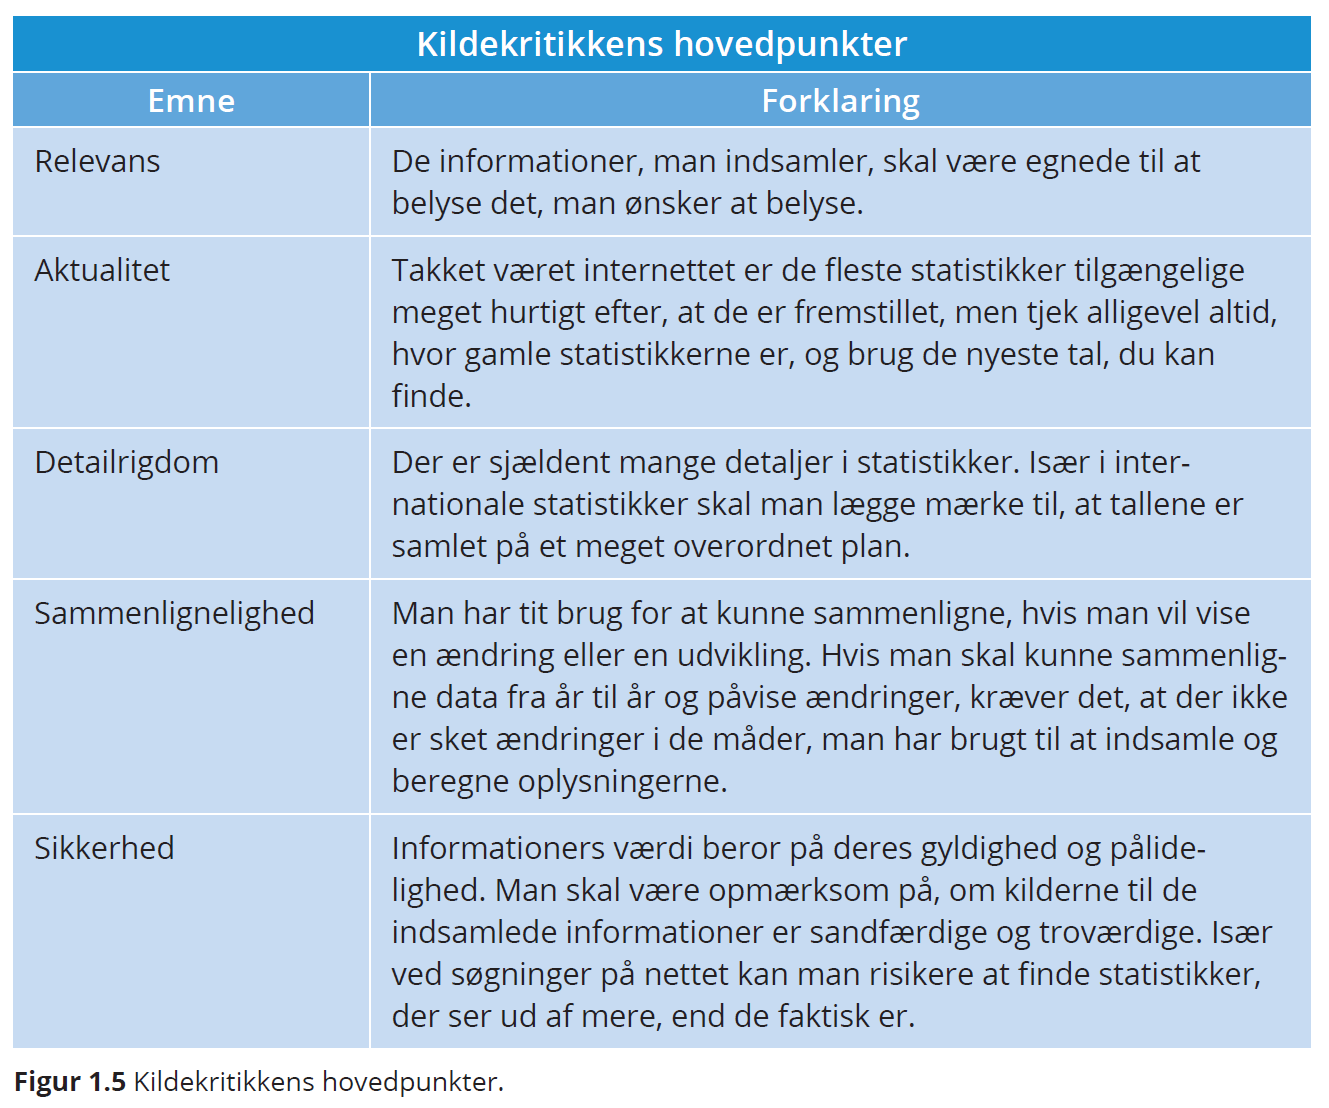 Kildekritikkens hovedpunkter
Emne
Forklaring
Relevans
De informationer, man indsamler, skal være egnede til at
belyse det, man ønsker at belyse.
Aktualitet
Takket været internettet er de fleste statistikker tilgængelige
meget hurtigt efter, at de er fremstillet, men tjek alligevel altid,
hvor gamle statistikkerne er, og brug de nyeste tal, du kan
finde.
Detailrigdom
Der er sjældent mange detaljer i statistikker. Især i inter-
nationale statistikker skal man lægge mærke til, at tallene er
samlet på et meget overordnet plan.
Sammenlignelighed
Man har tit brug for at kunne sammenligne, hvis man vil vise
en ændring eller en udvikling. Hvis man skal kunne sammenlig-
ne data fra år til år og påvise ændringer, kræver det, at der ikke
er sket ændringer i de måder, man har brugt til at indsamle og
beregne oplysningerne.
Sikkerhed
Informationers værdi beror på deres gyldighed og pålide-
lighed. Man skal være opmærksom på, om kilderne til de
indsamlede informationer er sandfærdige og troværdige. Især
ved søgninger på nettet kan man risikere at finde statistikker,
der ser ud af mere, end de faktisk er.
Figur 1.5 Kildekritikkens hovedpunkter.